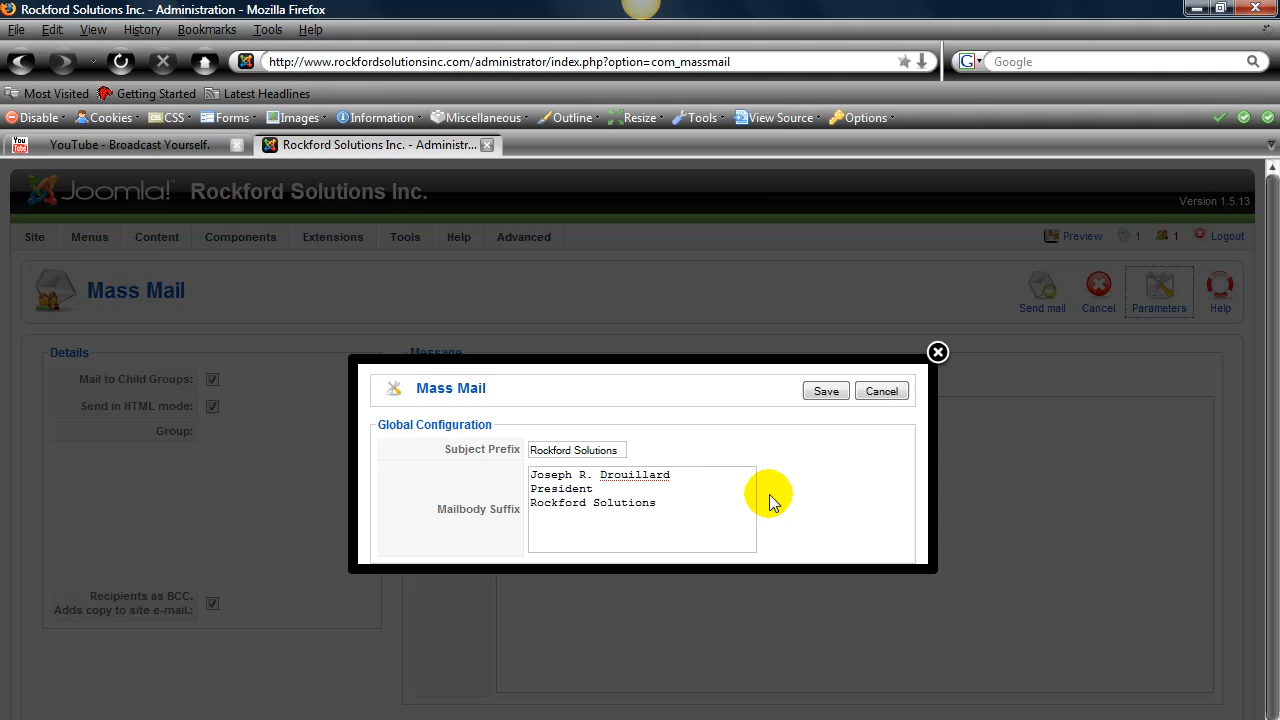 Rockford Solutions Inc. - Administration - Mozilla Firefox
File Edit View History Bookmarks Tools Help
http://www.rockfordsolutionsinc.com/administrator/index.php?option=com_massmail
G Google
Most Visited Getting Started Latest Headlines
Disable Cookies CSS Forms Images Information Miscellaneous Outline Resize Tools View Source Options
You Tube YouTube - Broadcast Yourself. Rockford Solutions Inc. - Administr...
Joomla! Rockford Solutions Inc.
Version 1.5.13
Site Menus Content Components Extensions Tools Help Advanced Preview 1 1 Logout
Mass Mail
Send mail Cancel Parameters Help
Details
Message
Mail to Child Groups:
Send in HTML mode:
Group:
Recipients as BCC.
Adds copy to site e-mail.:
Mass Mail
Save Cancel
Global Configuration
Subject Prefix Rockford Solutions
Mailbody Suffix
Joseph R. Drouillard
President
Rockford Solutions